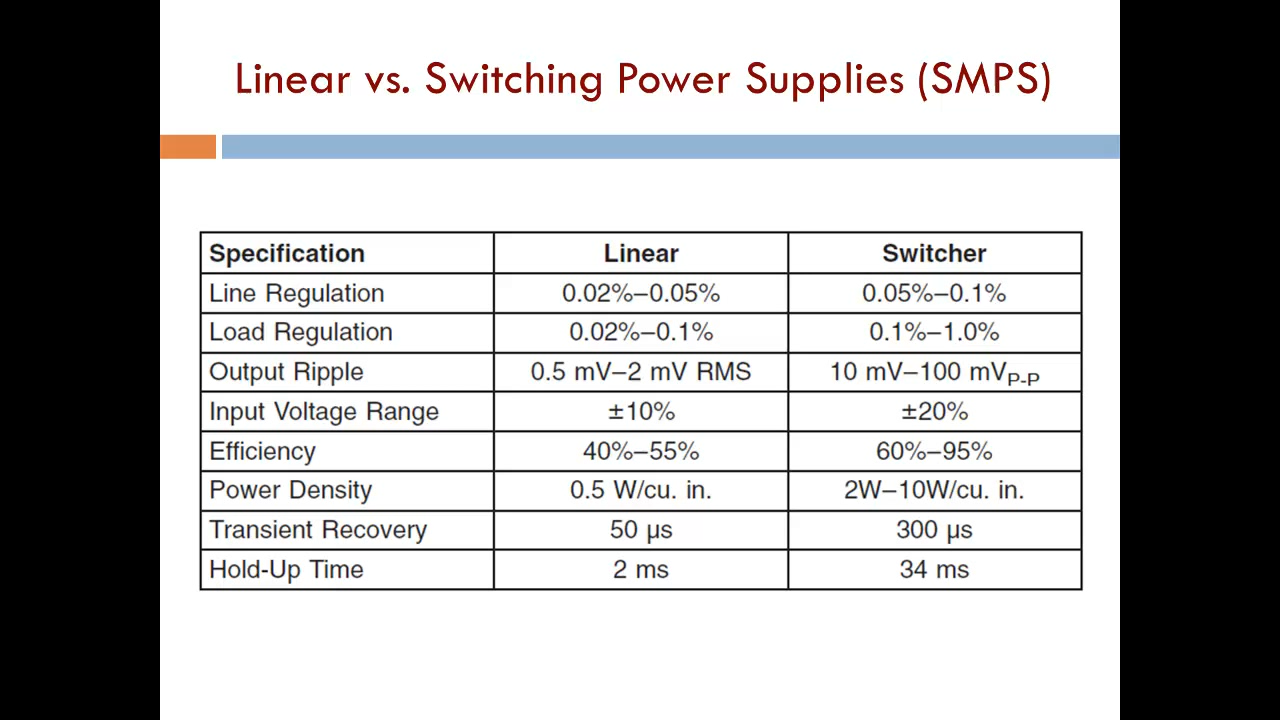 Linear vs. Switching Power Supplies (SMPS)
Specification Linear Switcher
Line Regulation 0.02%–0.05% 0.05%–0.1%
Load Regulation 0.02%–0.1% 0.1%–1.0%
Output Ripple 0.5 mV–2 mV RMS 10 mV–100 mVP-P
Input Voltage Range ±10% ±20%
Efficiency 40%–55% 60%–95%
Power Density 0.5 W/cu. in. 2W–10W/cu. in.
Transient Recovery 50 µs 300 µs
Hold-Up Time 2 ms 34 ms